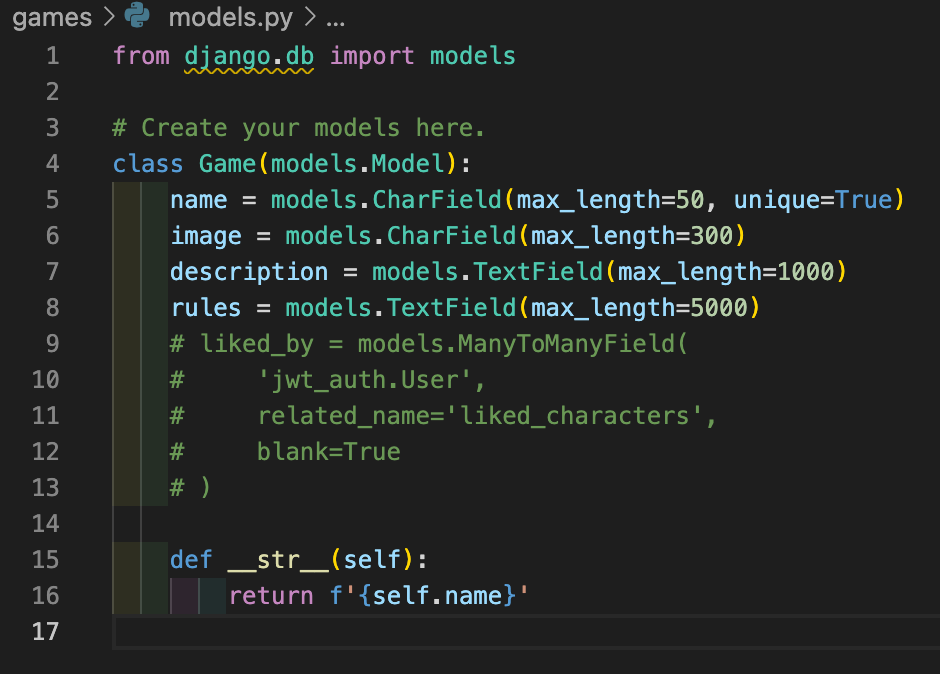 games > models.py > ...
1 from django.db import models
2
3 # Create your models here.
4 class Game(models.Model):
5     name = models.CharField(max_length=50, unique=True)
6     image = models.CharField(max_length=300)
7     description = models.TextField(max_length=1000)
8     rules = models.TextField(max_length=5000)
9     # liked_by = models.ManyToManyField(
10     #     'jwt_auth.User',
11     #     related_name='liked_characters',
12     #     blank=True
13     # )
14
15     def __str__(self):
16         return f'{self.name}'
17